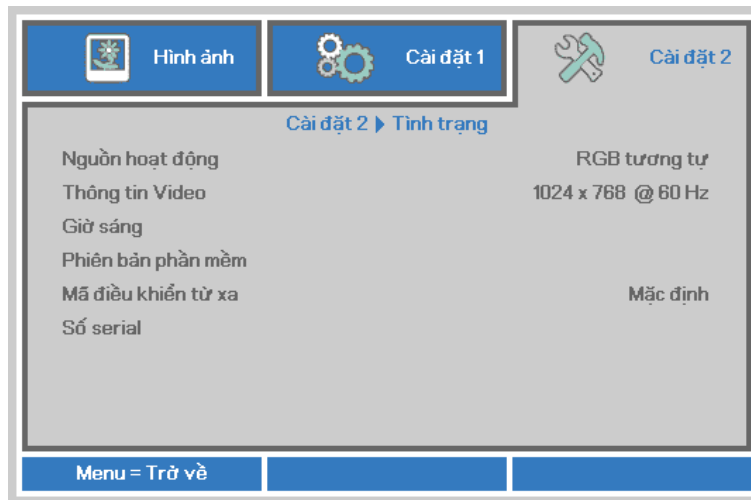 Hình ảnh
Cài đặt 1
Cài đặt 2
Cài đặt 2 ▶ Tình trạng
Nguồn hoạt động RGB tương tự
Thông tin Video 1024 x 768 @ 60 Hz
Giờ sáng
Phiên bản phần mềm
Mã điều khiển từ xa Mặc định
Số serial
Menu = Trở về